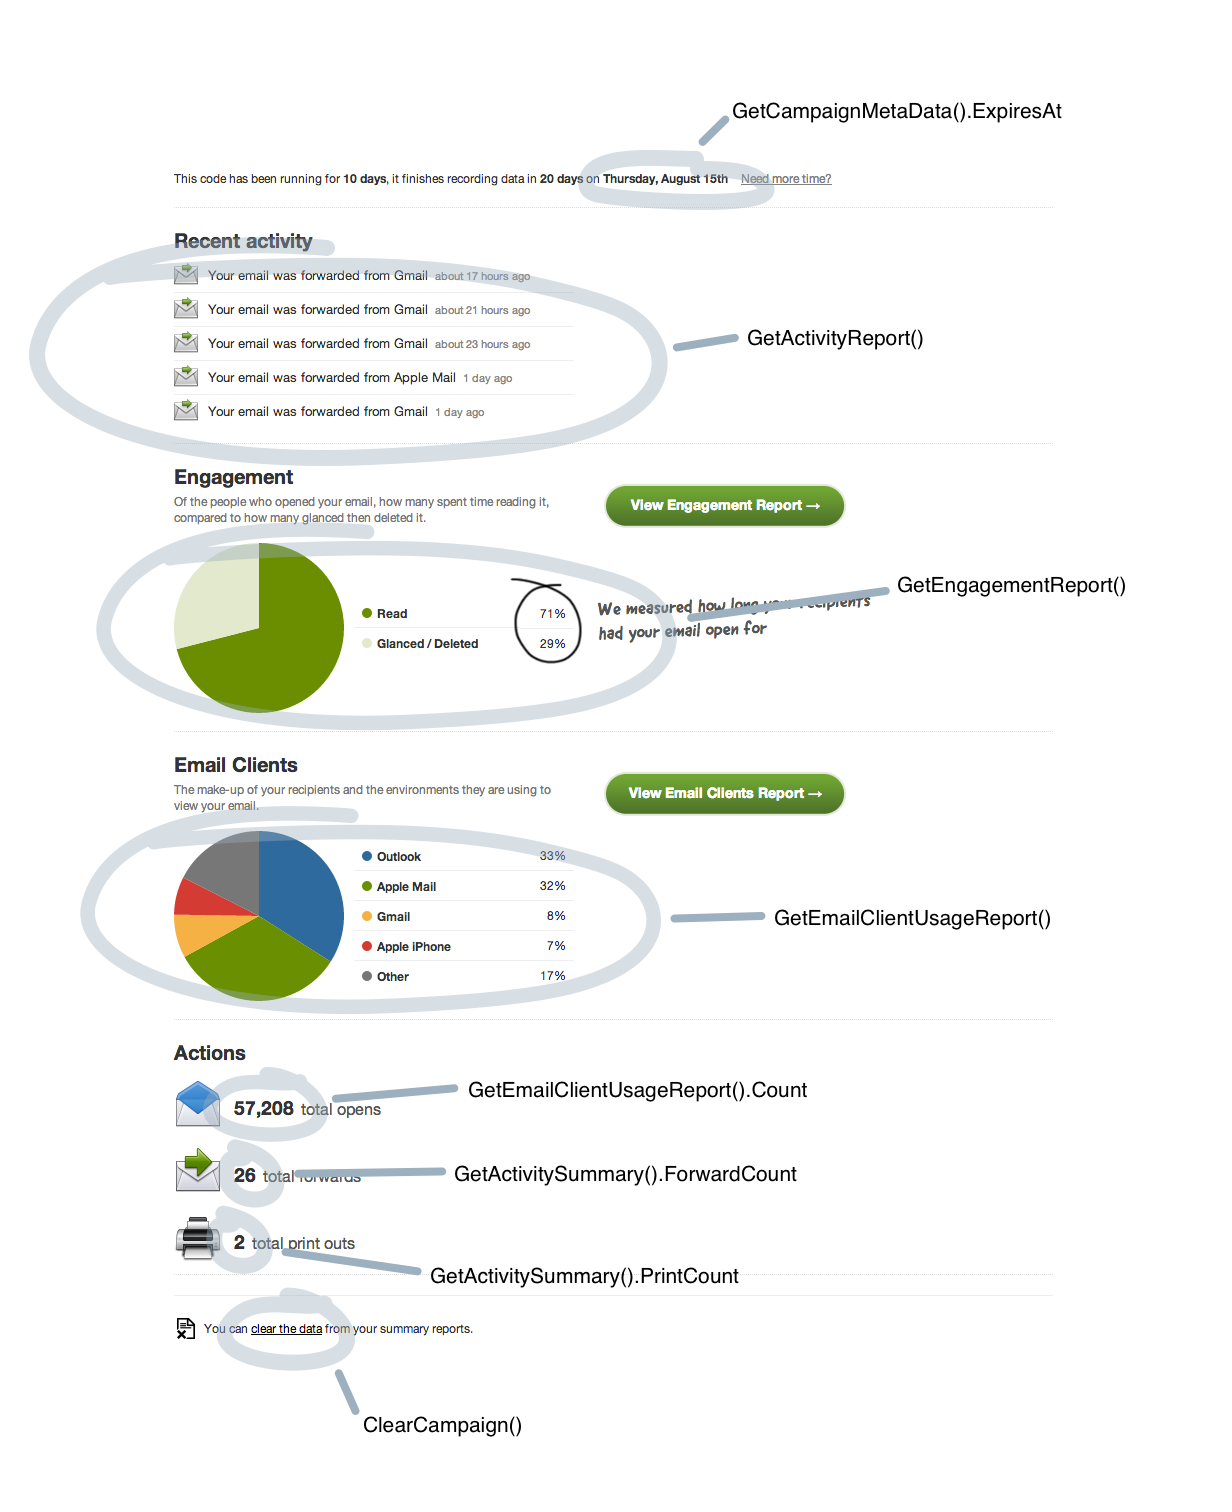 GetCampaignMetaData().ExpiresAt
This code has been running for 10 days, it finishes recording data in 20 days on Thursday, August 15th Need more time?
Recent activity
Your email was forwarded from Gmail about 17 hours ago
Your email was forwarded from Gmail about 21 hours ago
GetActivityReport()
Your email was forwarded from Gmail about 23 hours ago
Your email was forwarded from Apple Mail 1 day ago
Your email was forwarded from Gmail 1 day ago
Engagement
Of the people who opened your email, how many spent time reading it,
compared to how many glanced then deleted it.
View Engagement Report →
GetEngagementReport()
Read 71%
Glanced / Deleted 29%
We measured how long your recipients
had your email open for
Email Clients
The make-up of your recipients and the environments they are using to
view your email.
View Email Clients Report →
Outlook 33%
Apple Mail 32%
Gmail 8%
Apple iPhone 7%
Other 17%
GetEmailClientUsageReport()
Actions
57,208 total opens
GetEmailClientUsageReport().Count
26 total forwards
GetActivitySummary().ForwardCount
2 total print outs
GetActivitySummary().PrintCount
You can clear the data from your summary reports.
ClearCampaign()